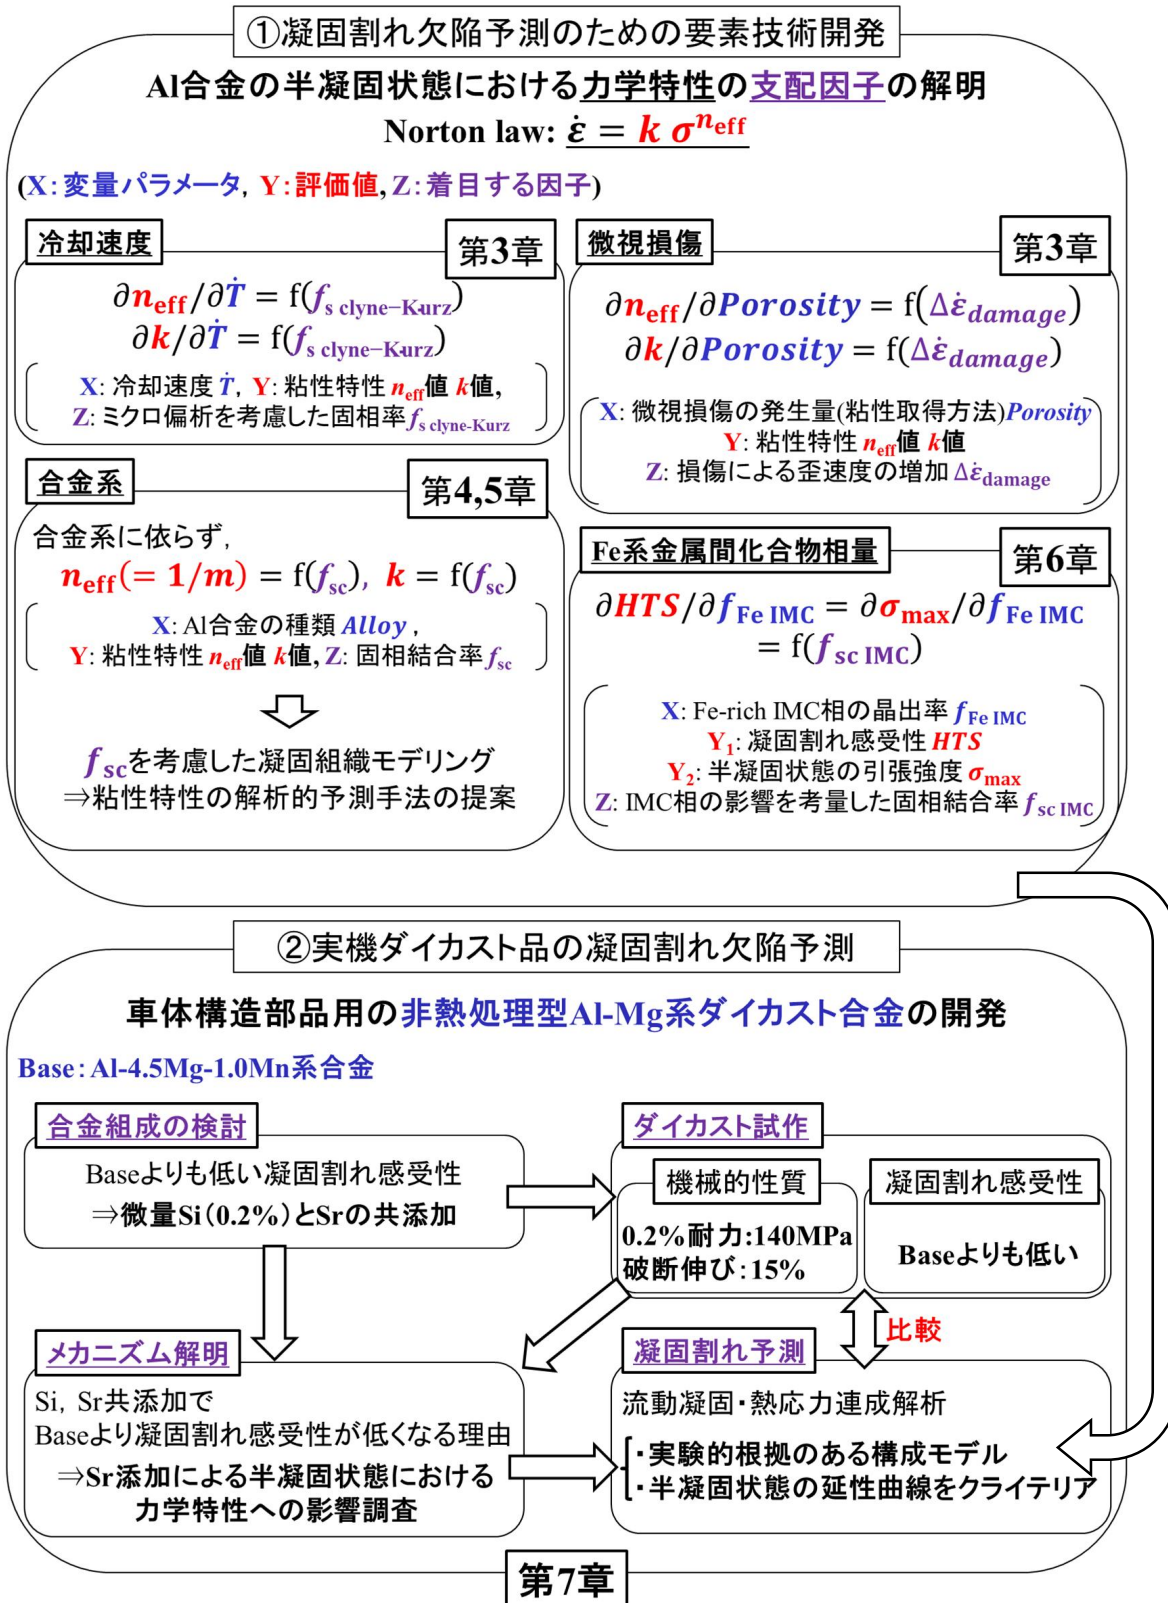 ①凝固割れ欠陥予測のための要素技術開発
Al合金の半凝固状態における力学特性の支配因子の解明
Norton law: ε̇ = k σ^n_eff
(X:変量パラメータ, Y:評価値, Z:着目する因子)
冷却速度
第3章
∂n_eff/∂Ṫ = f(f_s clyne−Kurz)
∂k/∂Ṫ = f(f_s clyne−Kurz)
X: 冷却速度 Ṫ, Y: 粘性特性 n_eff値 k値,
Z: ミクロ偏析を考慮した固相率f_s clyne-Kurz
微視損傷
第3章
∂n_eff/∂Porosity = f(Δε̇_damage)
∂k/∂Porosity = f(Δε̇_damage)
X: 微視損傷の発生量(粘性取得方法)Porosity
Y: 粘性特性 n_eff値 k値
Z: 損傷による歪速度の増加 Δε̇_damage
合金系
第4,5章
合金系に依らず,
n_eff(= 1/m) = f(f_sc), k = f(f_sc)
X: Al合金の種類 Alloy ,
Y: 粘性特性 n_eff値 k値, Z: 固相結合率 f_sc
f_scを考慮した凝固組織モデリング
⇒粘性特性の解析的予測手法の提案
Fe系金属間化合物相量
第6章
∂HTS/∂f_Fe IMC = ∂σ_max/∂f_Fe IMC
= f(f_sc IMC)
X: Fe-rich IMC相の晶出率 f_Fe IMC
Y₁: 凝固割れ感受性 HTS
Y₂: 半凝固状態の引張強度 σ_max
Z: IMC相の影響を考量した固相結合率 f_sc IMC
②実機ダイカスト品の凝固割れ欠陥予測
車体構造部品用の非熱処理型Al-Mg系ダイカスト合金の開発
Base:Al-4.5Mg-1.0Mn系合金
合金組成の検討
Baseよりも低い凝固割れ感受性
⇒微量Si(0.2%)とSrの共添加
ダイカスト試作
機械的性質
0.2%耐力:140MPa
破断伸び:15%
凝固割れ感受性
Baseよりも低い
比較
メカニズム解明
Si, Sr共添加で
Baseより凝固割れ感受性が低くなる理由
⇒Sr添加による半凝固状態における
力学特性への影響調査
凝固割れ予測
流動凝固・熱応力連成解析
・実験的根拠のある構成モデル
・半凝固状態の延性曲線をクライテリア
第7章